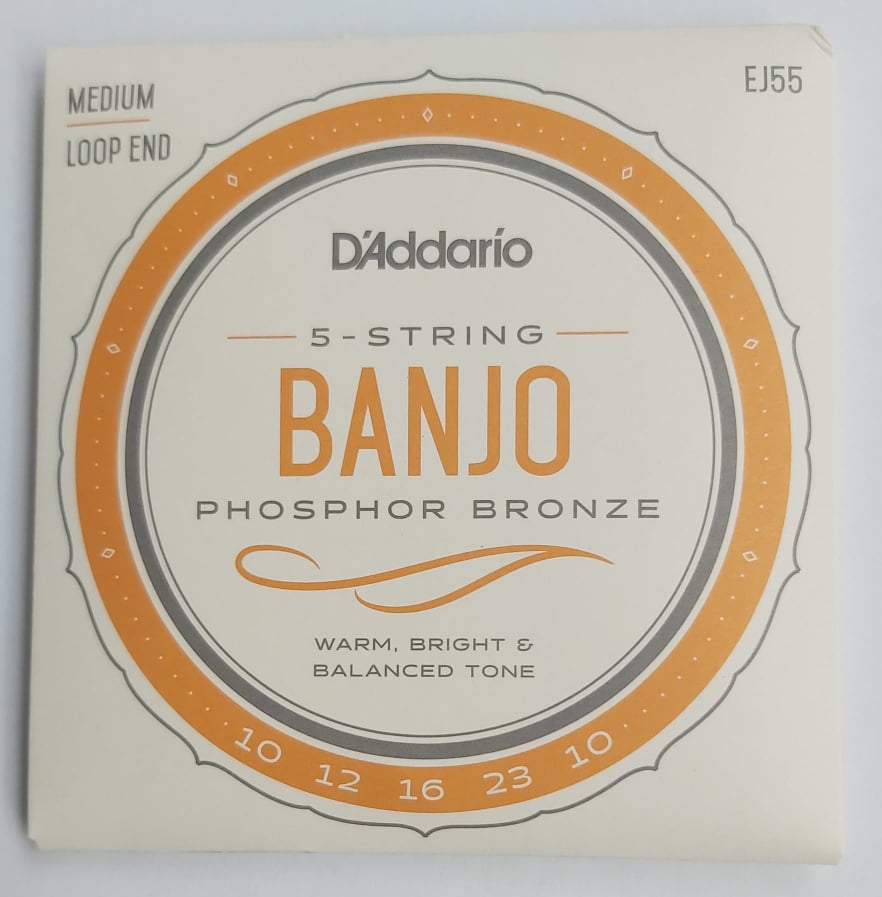 MEDIUM
LOOP END
EJ55
D'Addario
5-STRING
BANJO
PHOSPHOR BRONZE
WARM, BRIGHT &
BALANCED TONE
10 12 16 23 10